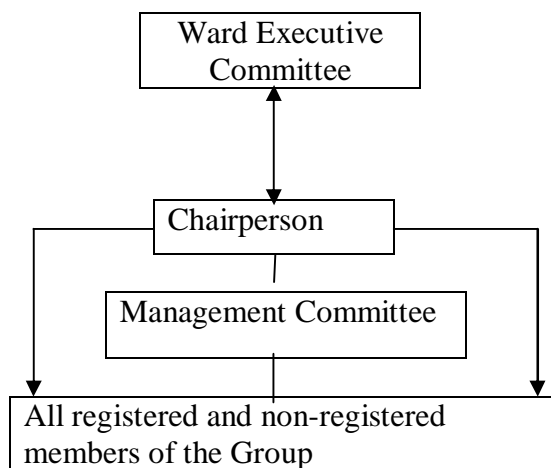 Ward Executive
Committee
Chairperson
Management Committee
All registered and non-registered
members of the Group